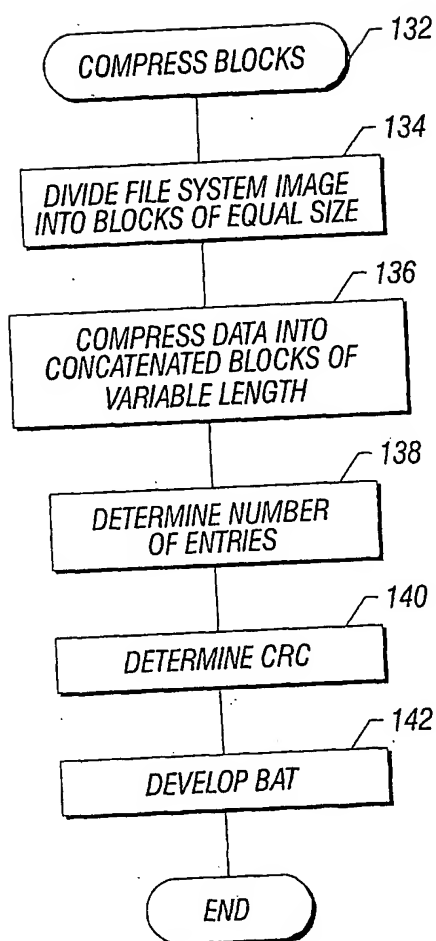 COMPRESS BLOCKS
132
134
DIVIDE FILE SYSTEM IMAGE
INTO BLOCKS OF EQUAL SIZE
136
COMPRESS DATA INTO
CONCATENATED BLOCKS OF
VARIABLE LENGTH
138
DETERMINE NUMBER
OF ENTRIES
140
DETERMINE CRC
142
DEVELOP BAT
END